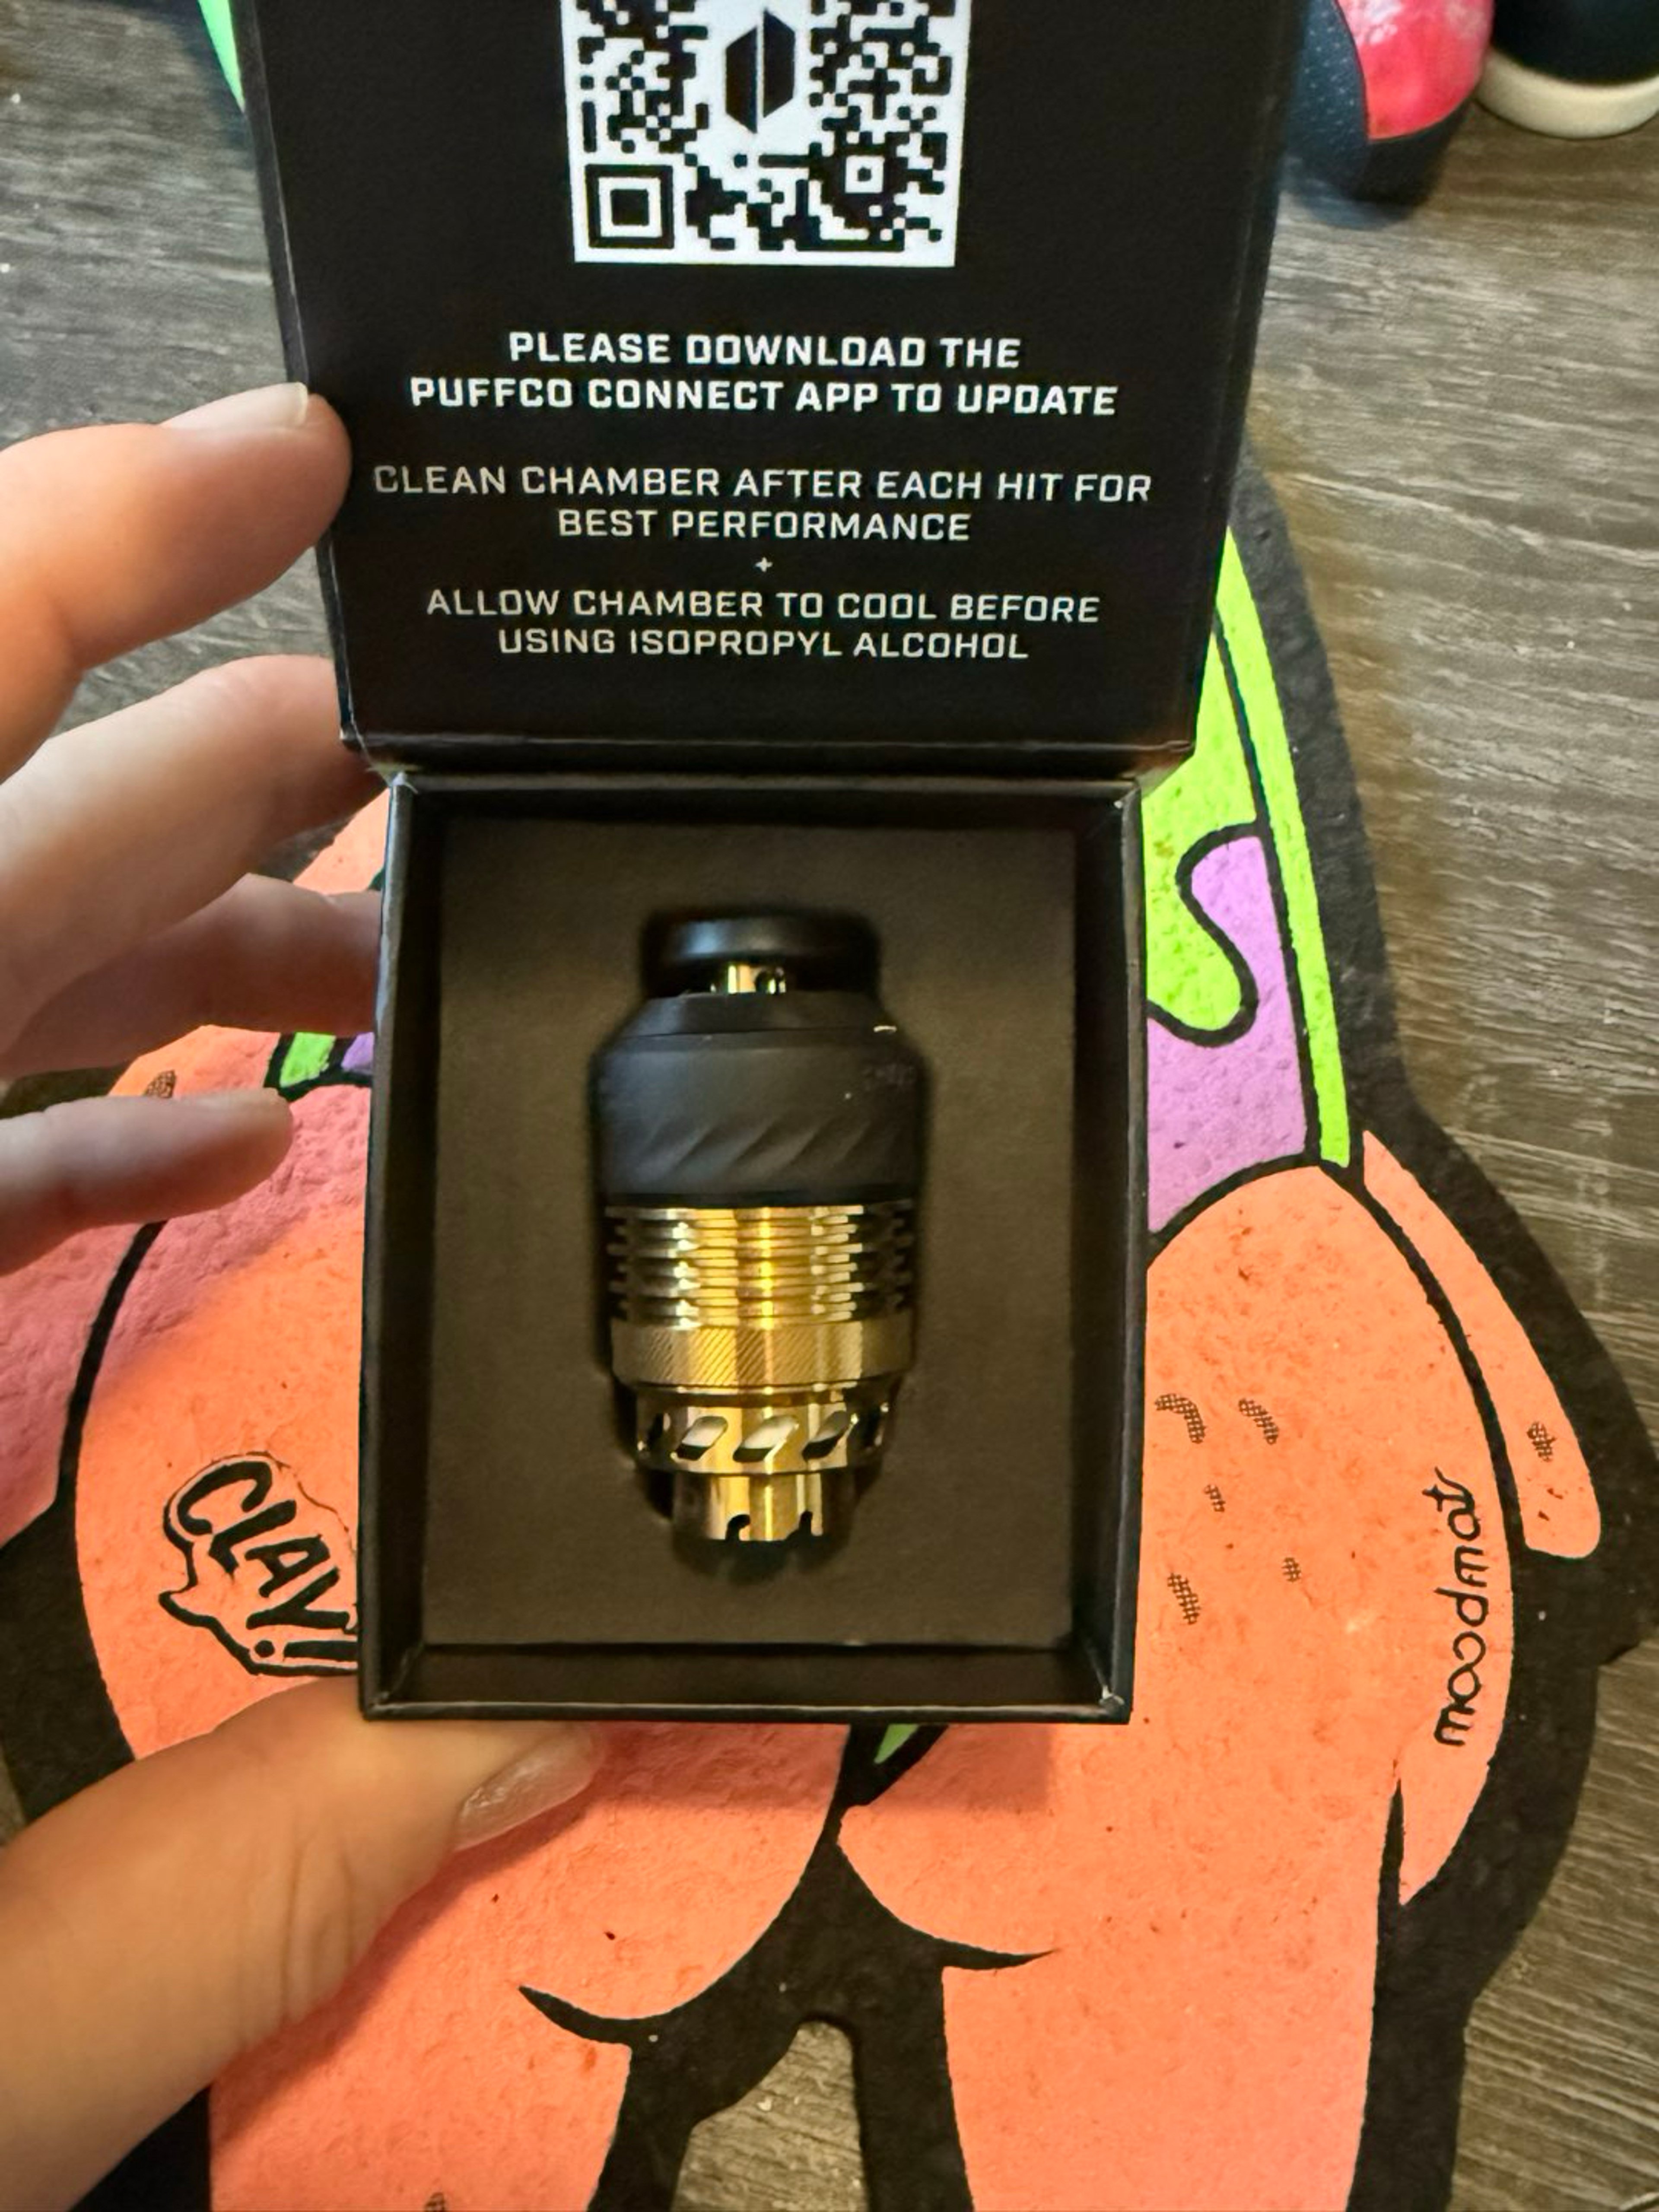 PLEASE DOWNLOAD THE
PUFFCO CONNECT APP TO UPDATE
CLEAN CHAMBER AFTER EACH HIT FOR
BEST PERFORMANCE
+
ALLOW CHAMBER TO COOL BEFORE
USING ISOPROPYL ALCOHOL
CLAY!
moodmats